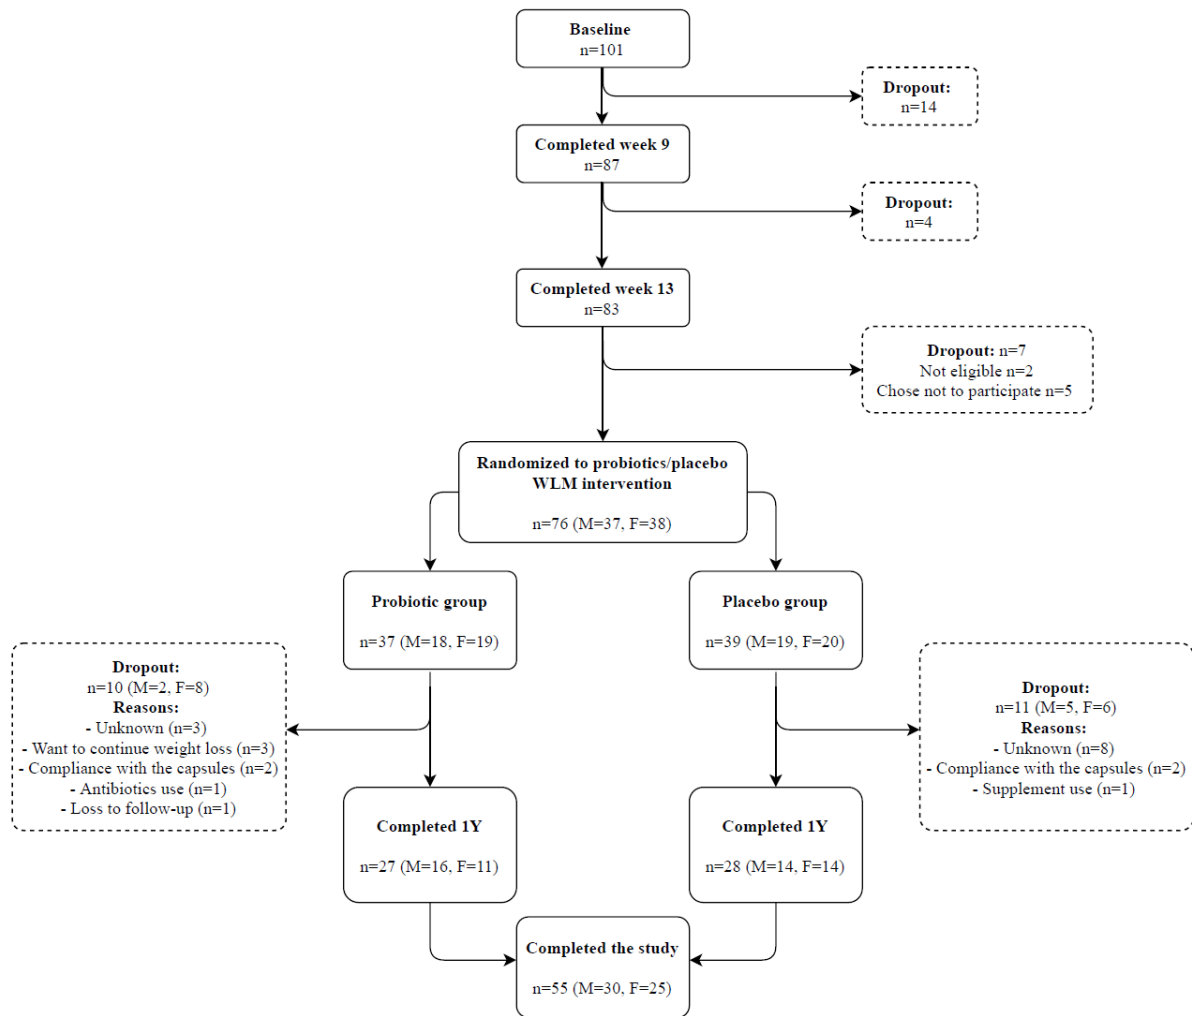 Baseline
n=101
Dropout:
n=14
Completed week 9
n=87
Dropout:
n=4
Completed week 13
n=83
Dropout: n=7
Not eligible n=2
Chose not to participate n=5
Randomized to probiotics/placebo
WLM intervention
n=76 (M=37, F=38)
Probiotic group
n=37 (M=18, F=19)
Placebo group
n=39 (M=19, F=20)
Dropout:
n=10 (M=2, F=8)
Reasons:
- Unknown (n=3)
- Want to continue weight loss (n=3)
- Compliance with the capsules (n=2)
- Antibiotics use (n=1)
- Loss to follow-up (n=1)
Dropout:
n=11 (M=5, F=6)
Reasons:
- Unknown (n=8)
- Compliance with the capsules (n=2)
- Supplement use (n=1)
Completed 1Y
n=27 (M=16, F=11)
Completed 1Y
n=28 (M=14, F=14)
Completed the study
n=55 (M=30, F=25)